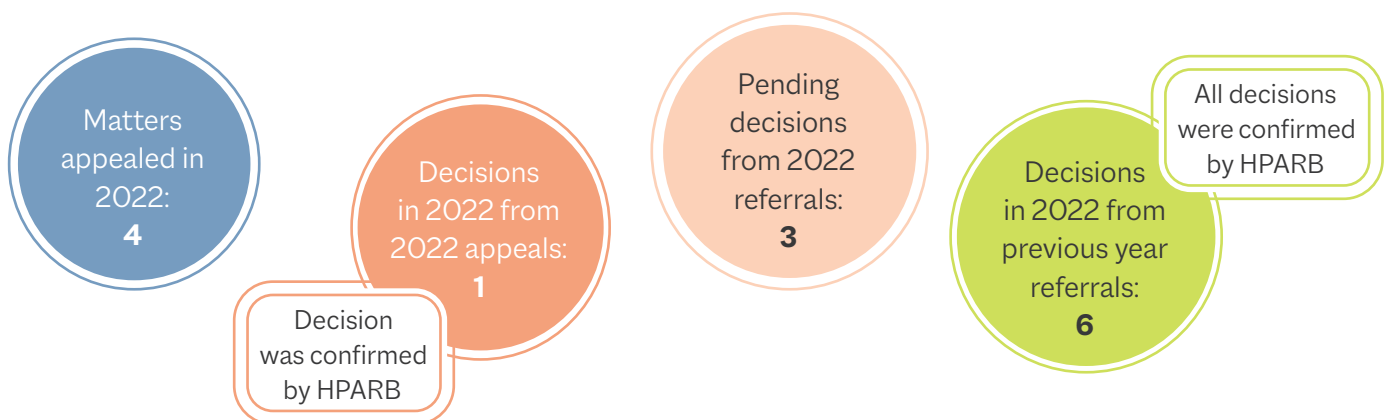 Matters
appealed in
2022:
4
Decisions
in 2022 from
2022 appeals:
1
Decision
was confirmed
by HPARB
Pending
decisions
from 2022
referrals:
3
Decisions
in 2022 from
previous year
referrals:
6
All decisions
were confirmed
by HPARB